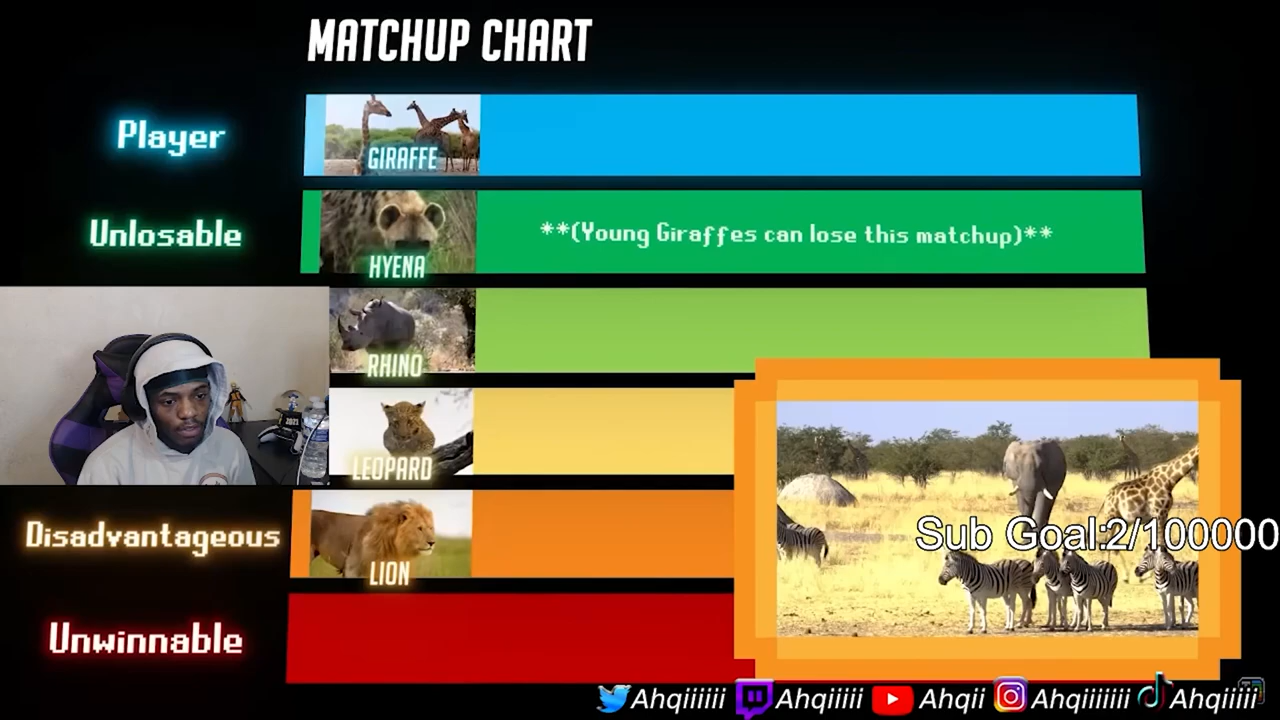 MATCHUP CHART
Player
GIRAFFE
Unlosable
HYENA
**(Young Giraffes can lose this matchup)**
RHINO
LEOPARD
Disadvantageous
LION
Sub Goal:2/100000
Unwinnable
Ahqiiiiii Ahqiiiii Ahqii Ahqiiiiiii Ahqiiiii